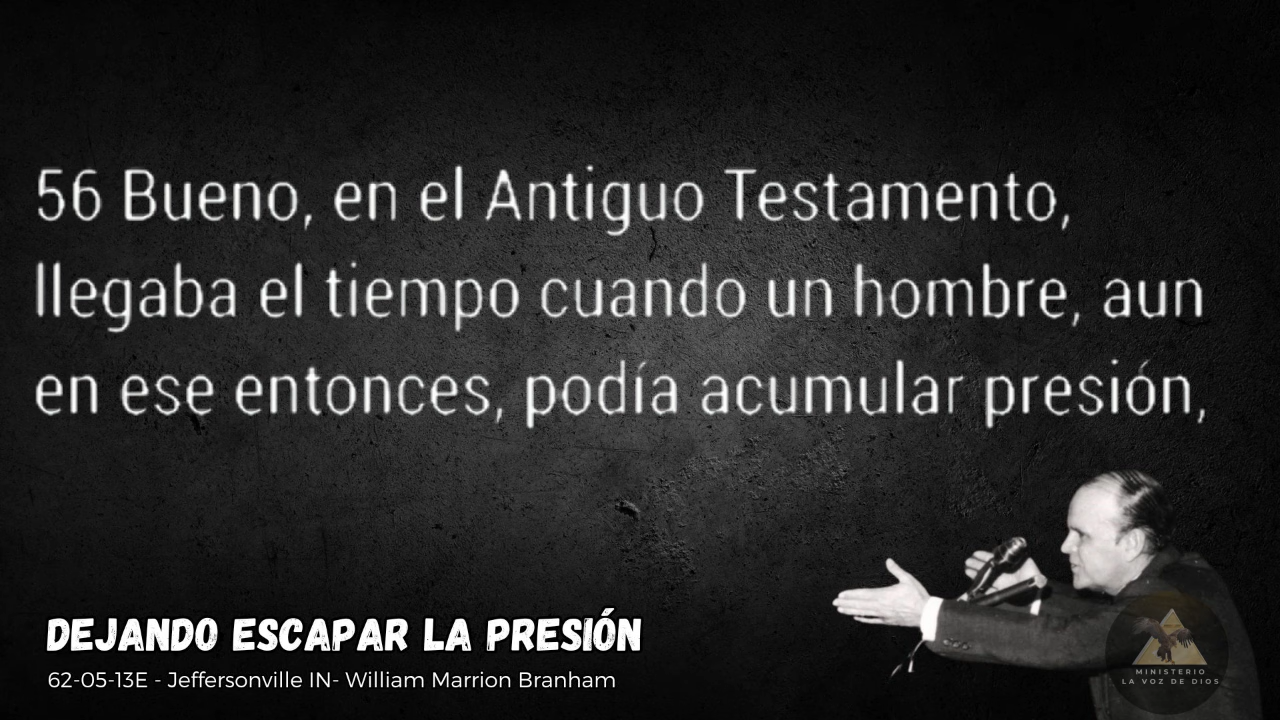 56 Bueno, en el Antiguo Testamento,
llegaba el tiempo cuando un hombre, aun
en ese entonces, podía acumular presión,
DEJANDO ESCAPAR LA PRESIÓN
62-05-13E - Jeffersonville IN- William Marrion Branham
MINISTERIO
LA VOZ DE DIOS